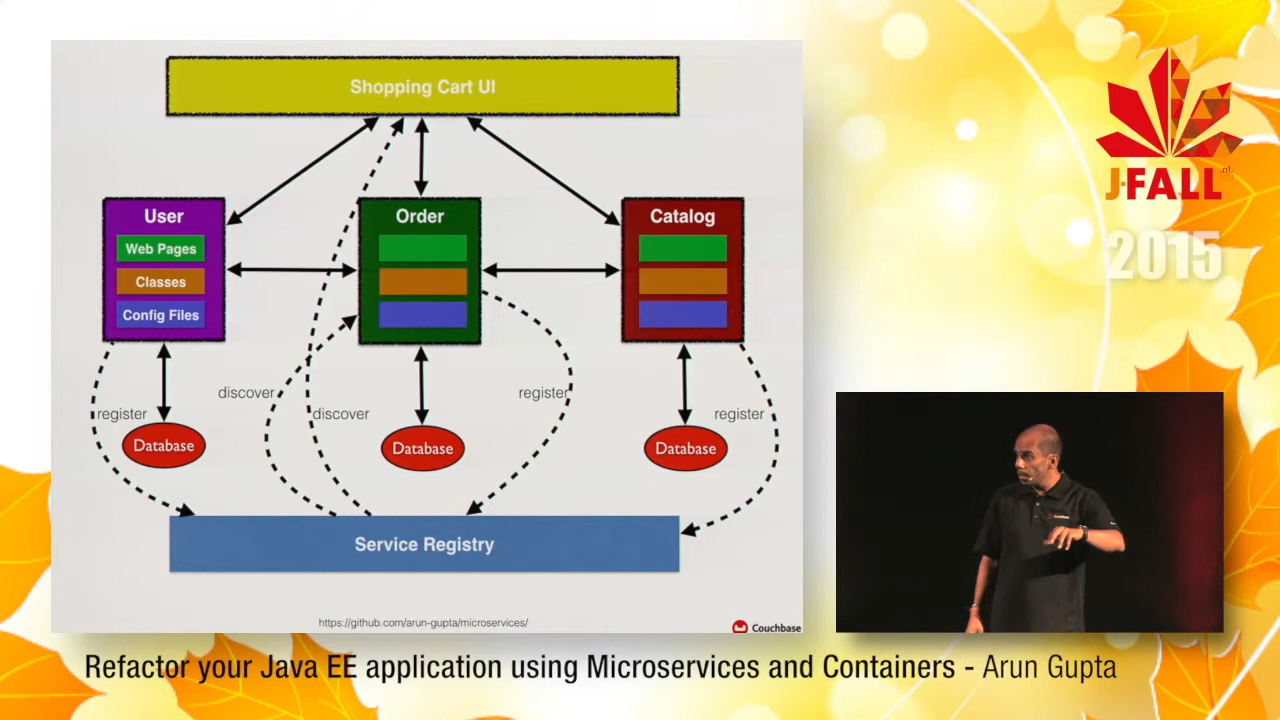 Shopping Cart UI
User
Web Pages
Classes
Config Files
Order
Catalog
discover
register
discover
register
register
Database
Database
Database
Service Registry
https://github.com/arun-gupta/microservices/
Couchbase
J-FALL
.nl
2015
Refactor your Java EE application using Microservices and Containers - Arun Gupta